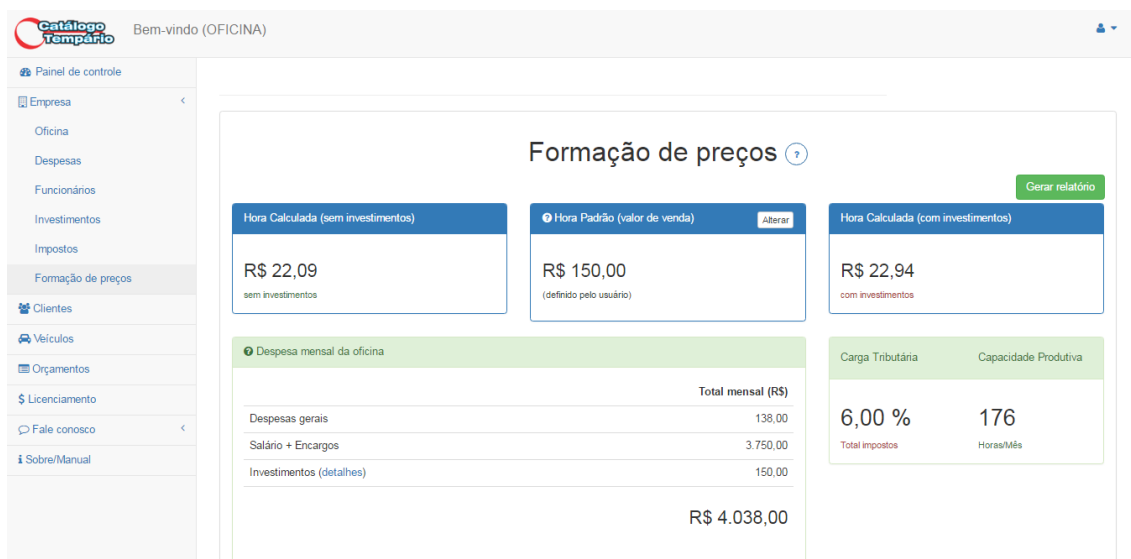 Catálogo
Tempário
Bem-vindo (OFICINA)
Painel de controle
Empresa
Oficina
Despesas
Funcionários
Investimentos
Impostos
Formação de preços
Clientes
Veículos
Orçamentos
Licenciamento
Fale conosco
Sobre/Manual
Formação de preços ?
Gerar relatório
Hora Calculada (sem investimentos)
R$ 22,09
sem investimentos
Hora Padrão (valor de venda) Alterar
R$ 150,00
(definido pelo usuário)
Hora Calculada (com investimentos)
R$ 22,94
com investimentos
Despesa mensal da oficina
Total mensal (R$)
Despesas gerais 138,00
Salário + Encargos 3.750,00
Investimentos (detalhes) 150,00
R$ 4.038,00
Carga Tributária Capacidade Produtiva
6,00 % 176
Total impostos Horas/Mês